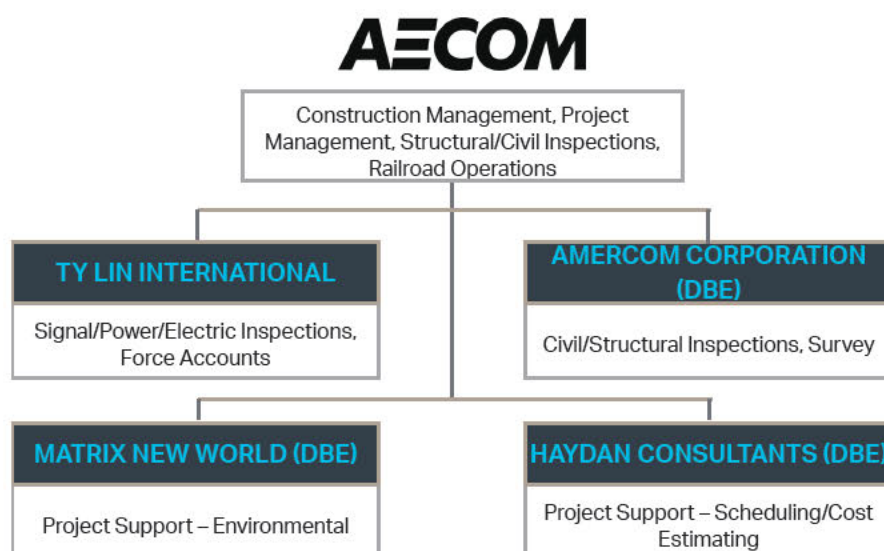 AECOM
Construction Management, Project
Management, Structural/Civil Inspections,
Railroad Operations
TY LIN INTERNATIONAL
Signal/Power/Electric Inspections,
Force Accounts
AMERCOM CORPORATION
(DBE)
Civil/Structural Inspections, Survey
MATRIX NEW WORLD (DBE)
Project Support – Environmental
HAYDAN CONSULTANTS (DBE)
Project Support – Scheduling/Cost
Estimating